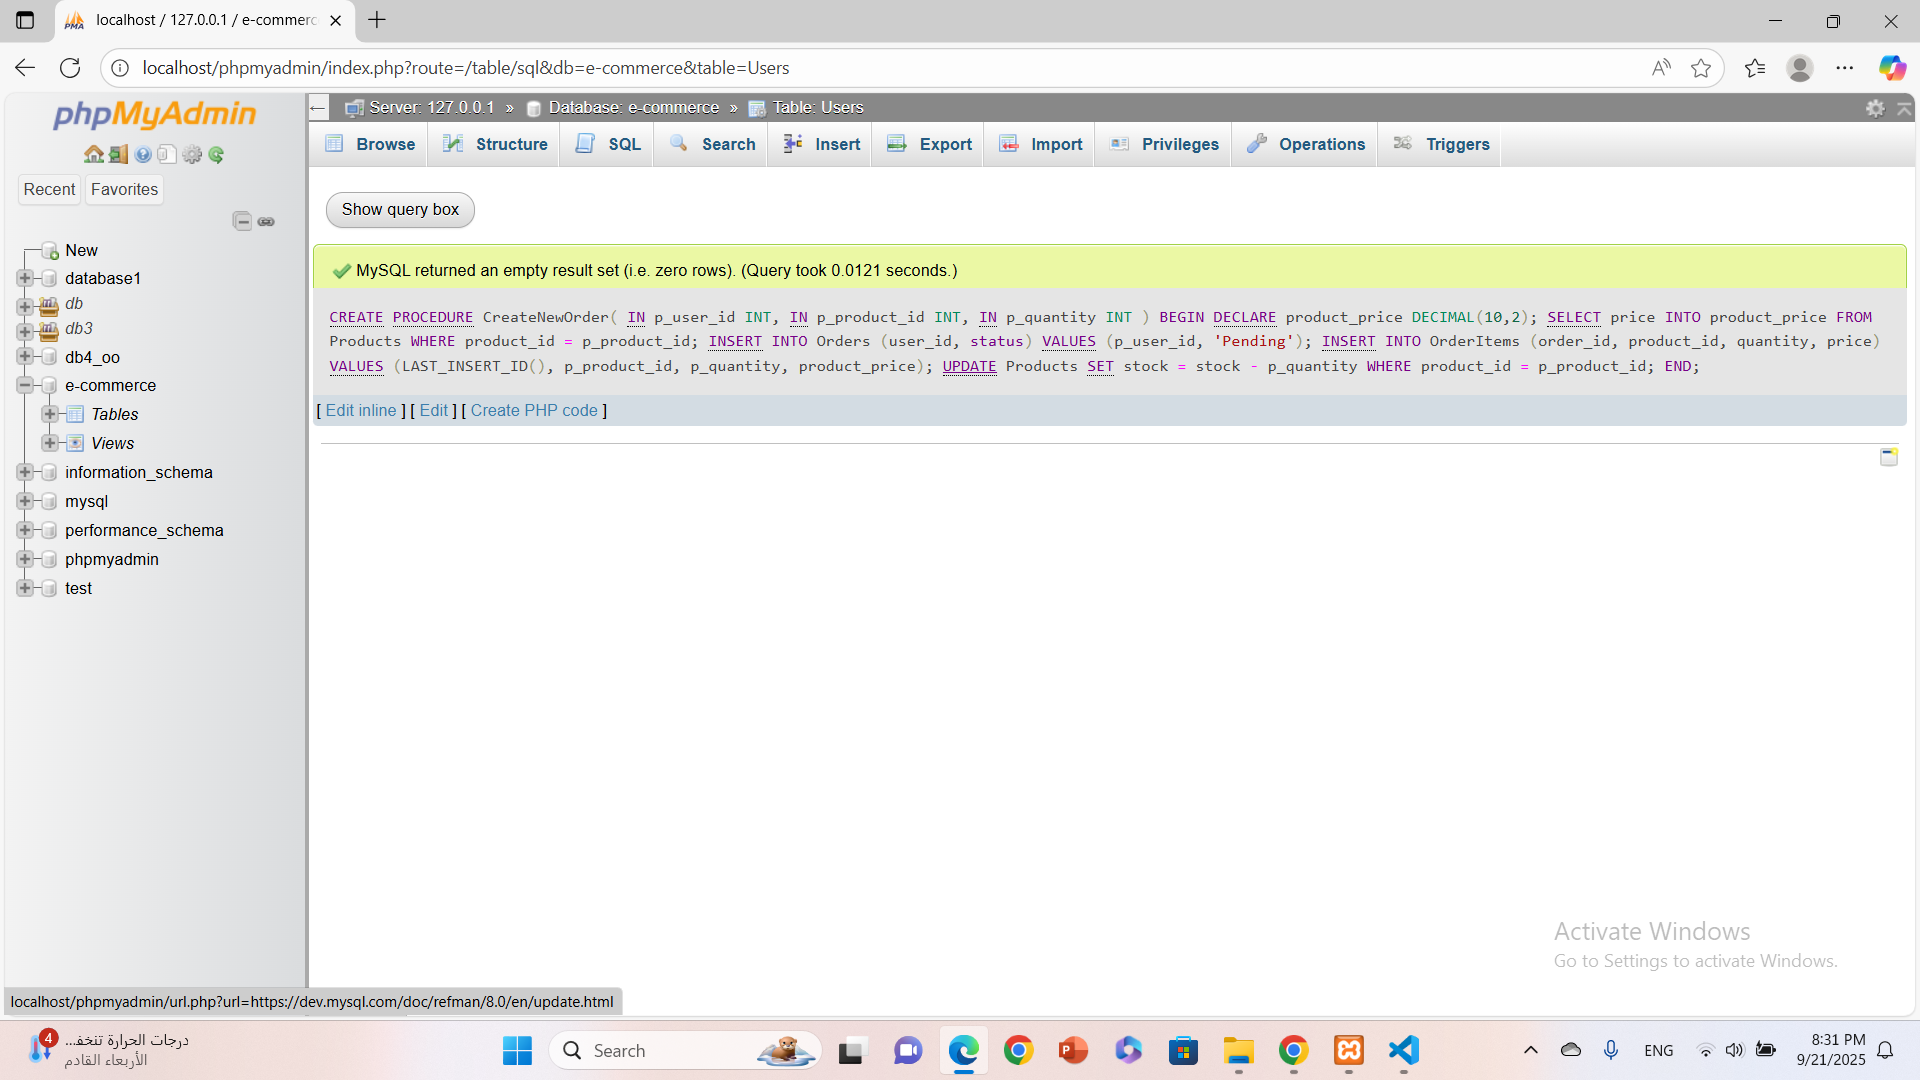 localhost / 127.0.0.1 / e-commerc
localhost/phpmyadmin/index.php?route=/table/sql&db=e-commerce&table=Users
phpMyAdmin
Recent
Favorites
New
database1
db
db3
db4_oo
e-commerce
Tables
Views
information_schema
mysql
performance_schema
phpmyadmin
test
Server: 127.0.0.1 » Database: e-commerce » Table: Users
Browse Structure SQL Search Insert Export Import Privileges Operations Triggers
Show query box
MySQL returned an empty result set (i.e. zero rows). (Query took 0.0121 seconds.)
CREATE PROCEDURE CreateNewOrder( IN p_user_id INT, IN p_product_id INT, IN p_quantity INT ) BEGIN DECLARE product_price DECIMAL(10,2); SELECT price INTO product_price FROM
Products WHERE product_id = p_product_id; INSERT INTO Orders (user_id, status) VALUES (p_user_id, 'Pending'); INSERT INTO OrderItems (order_id, product_id, quantity, price)
VALUES (LAST_INSERT_ID(), p_product_id, p_quantity, product_price); UPDATE Products SET stock = stock - p_quantity WHERE product_id = p_product_id; END;
[ Edit inline ] [ Edit ] [ Create PHP code ]
Activate Windows
Go to Settings to activate Windows.
localhost/phpmyadmin/url.php?url=https://dev.mysql.com/doc/refman/8.0/en/update.html
4
درجات الحرارة تنخفـ...
الأربعاء القادم
Search
ENG
8:31 PM
9/21/2025